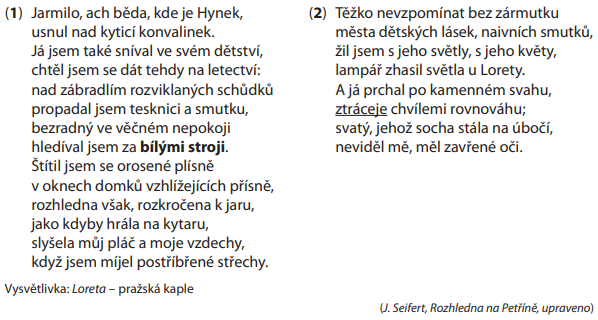 (1) Jarmilo, ach běda, kde je Hynek,
usnul nad kyticí konvalinek.
Já jsem také sníval ve svém dětství,
chtěl jsem se dát tehdy na letectví:
nad zábradlím rozviklaných schůdků
propadal jsem tesknici a smutku,
bezradný ve věčném nepokoji
hledíval jsem za bílými stroji.
Štítil jsem se orosené plísně
v oknech domků vzhlížejících přísně,
rozhledna však, rozkročena k jaru,
jako kdyby hrála na kytaru,
slyšela můj pláč a moje vzdechy,
když jsem míjel postříbřené střechy.
Vysvětlivka: Loreta – pražská kaple
(2) Těžko nevzpomínat bez zármutku
města dětských lásek, naivních smutků,
žil jsem s jeho světly, s jeho květy,
lampář zhasil světla u Lorety.
A já prchal po kamenném svahu,
ztráceje chvílemi rovnováhu;
svatý, jehož socha stála na úbočí,
neviděl mě, měl zavřené oči.
(J. Seifert, Rozhledna na Petříně, upraveno)